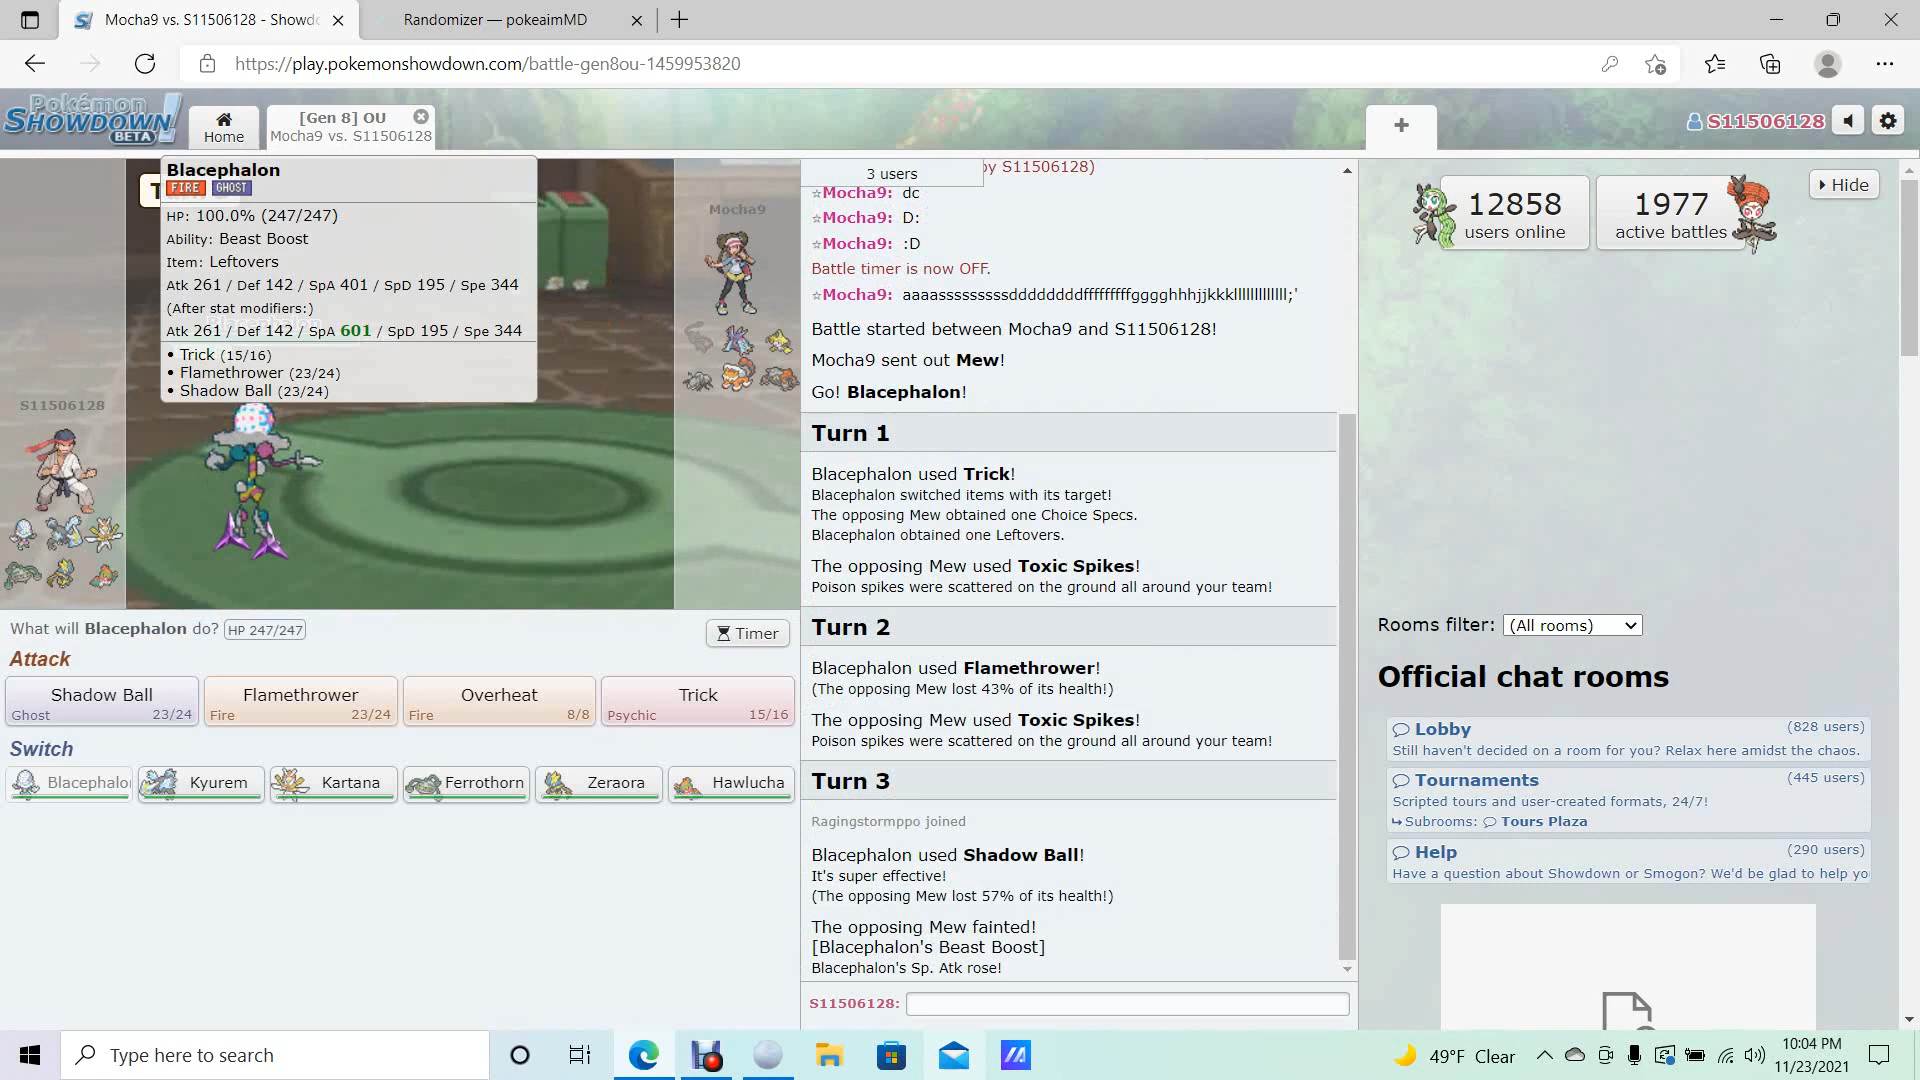 Mocha9 vs. S11506128 - Showdo
Randomizer — pokeaimMD
https://play.pokemonshowdown.com/battle-gen8ou-1459953820
Pokémon
SHOWDOWN!
BETA
Home
[Gen 8] OU
Mocha9 vs. S11506128
+
S11506128
T
Blacephalon
FIRE GHOST
HP: 100.0% (247/247)
Ability: Beast Boost
Item: Leftovers
Atk 261 / Def 142 / SpA 401 / SpD 195 / Spe 344
(After stat modifiers:)
Atk 261 / Def 142 / SpA 601 / SpD 195 / Spe 344
• Trick (15/16)
• Flamethrower (23/24)
• Shadow Ball (23/24)
Mocha9
S11506128
What will Blacephalon do? HP 247/247
Timer
Attack
Shadow Ball
Ghost 23/24
Flamethrower
Fire 23/24
Overheat
Fire 8/8
Trick
Psychic 15/16
Switch
Blacephalo
Kyurem
Kartana
Ferrothorn
Zeraora
Hawlucha
3 users
by S11506128)
☆Mocha9: dc
☆Mocha9: D:
☆Mocha9: :D
Battle timer is now OFF.
Battle started between Mocha9 and S11506128!
Mocha9 sent out Mew!
Go! Blacephalon!
Turn 1
Blacephalon used Trick!
Blacephalon switched items with its target!
The opposing Mew obtained one Choice Specs.
Blacephalon obtained one Leftovers.
The opposing Mew used Toxic Spikes!
Poison spikes were scattered on the ground all around your team!
Turn 2
Blacephalon used Flamethrower!
(The opposing Mew lost 43% of its health!)
The opposing Mew used Toxic Spikes!
Poison spikes were scattered on the ground all around your team!
Turn 3
Ragingstormppo joined
Blacephalon used Shadow Ball!
It's super effective!
(The opposing Mew lost 57% of its health!)
The opposing Mew fainted!
[Blacephalon's Beast Boost]
Blacephalon's Sp. Atk rose!
S11506128:
12858
users online
1977
active battles
Hide
Rooms filter: (All rooms)
Official chat rooms
Lobby (828 users)
Still haven't decided on a room for you? Relax here amidst the chaos.
Tournaments (445 users)
Scripted tours and user-created formats, 24/7!
Subrooms: Tours Plaza
Help (290 users)
Have a question about Showdown or Smogon? We'd be glad to help yo
Type here to search
49°F Clear
10:04 PM
11/23/2021